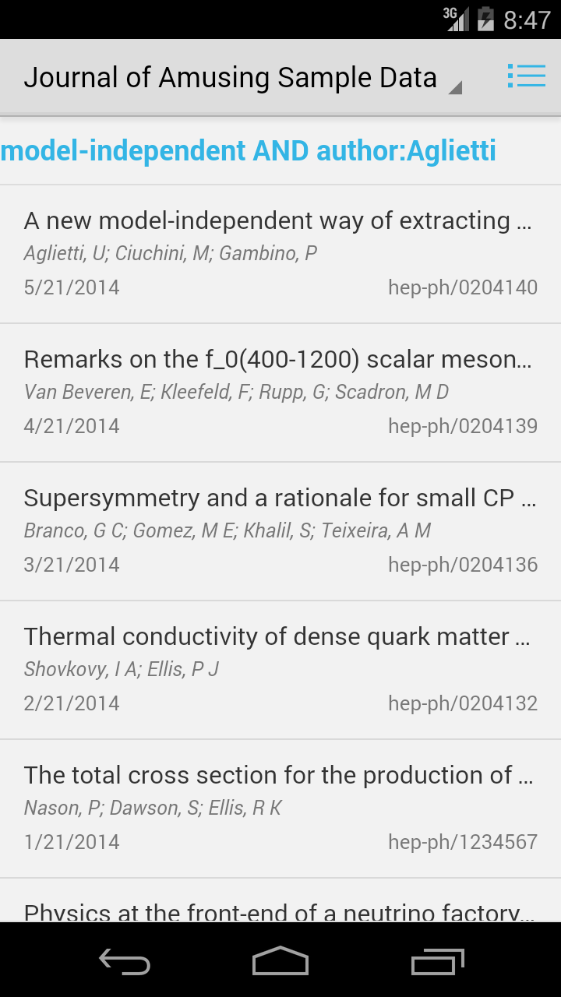 3G 8:47
Journal of Amusing Sample Data
model-independent AND author:Aglietti
A new model-independent way of extracting ...
Aglietti, U; Ciuchini, M; Gambino, P
5/21/2014 hep-ph/0204140
Remarks on the f_0(400-1200) scalar meson...
Van Beveren, E; Kleefeld, F; Rupp, G; Scadron, M D
4/21/2014 hep-ph/0204139
Supersymmetry and a rationale for small CP ...
Branco, G C; Gomez, M E; Khalil, S; Teixeira, A M
3/21/2014 hep-ph/0204136
Thermal conductivity of dense quark matter ...
Shovkovy, I A; Ellis, P J
2/21/2014 hep-ph/0204132
The total cross section for the production of ...
Nason, P; Dawson, S; Ellis, R K
1/21/2014 hep-ph/1234567
Physics at the front-end of a neutrino factory...